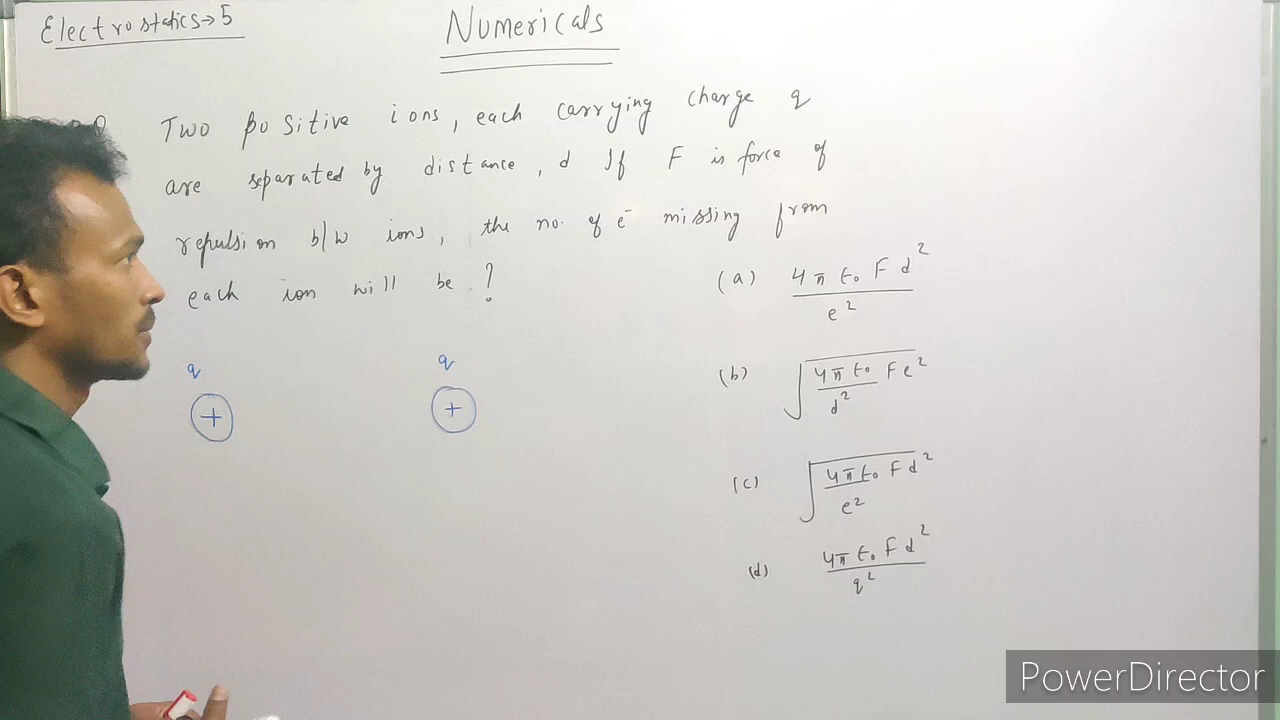 Electrostatics→5
Numericals
Two positive ions, each carrying charge q
are separated by distance, d If F is force of
repulsion b/w ions, the no. of e⁻ missing from
each ion will be ?
(a) 4π ε₀ F d² / e²
(b) √(4π ε₀ F e² / d²)
(c) √(4π ε₀ F d² / e²)
(d) 4π ε₀ F d² / q²
q q
+ +
PowerDirector